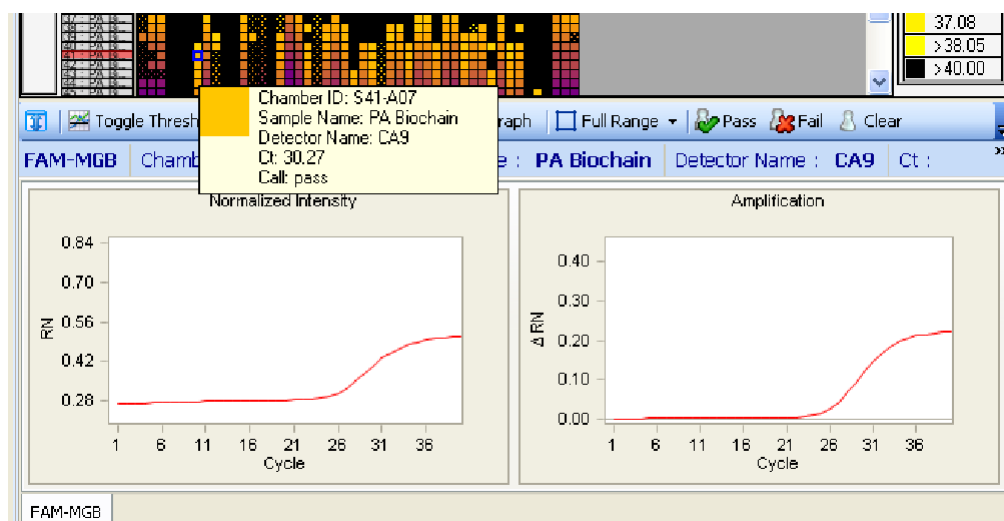 37.08
>38.05
>40.00
Chamber ID: S41-A07
Sample Name: PA Biochain
Detector Name: CA9
Ct: 30.27
Call: pass
Toggle Thresh
raph
Full Range
Pass
Fail
Clear
FAM-MGB Chamb e : PA Biochain Detector Name : CA9 Ct : »
Normalized Intensity
0.84
0.70
0.56
0.42
0.28
RN
1 6 11 16 21 26 31 36
Cycle
Amplification
0.40
0.30
0.20
0.10
0.00
Δ RN
1 6 11 16 21 26 31 36
Cycle
FAM-MGB